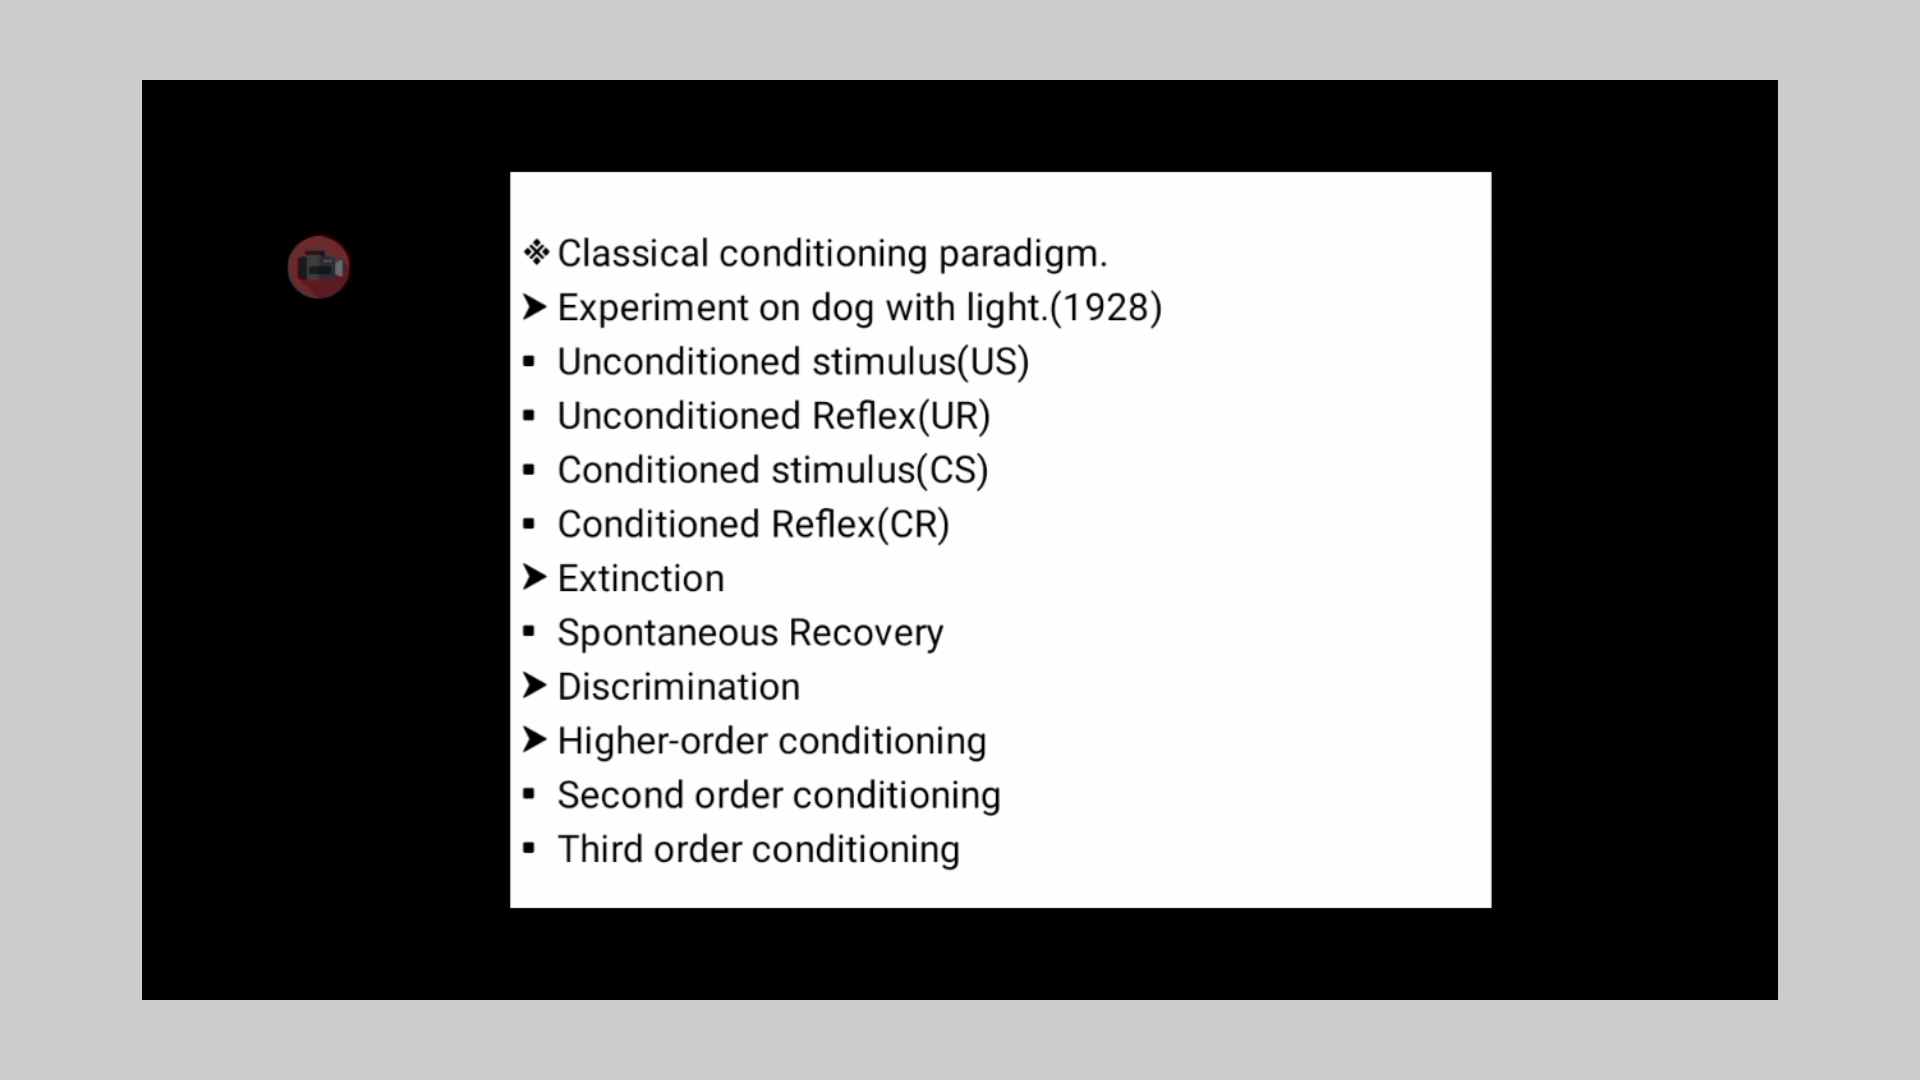 ❖ Classical conditioning paradigm.
➤ Experiment on dog with light.(1928)
▪ Unconditioned stimulus(US)
▪ Unconditioned Reflex(UR)
▪ Conditioned stimulus(CS)
▪ Conditioned Reflex(CR)
➤ Extinction
▪ Spontaneous Recovery
➤ Discrimination
➤ Higher-order conditioning
▪ Second order conditioning
▪ Third order conditioning